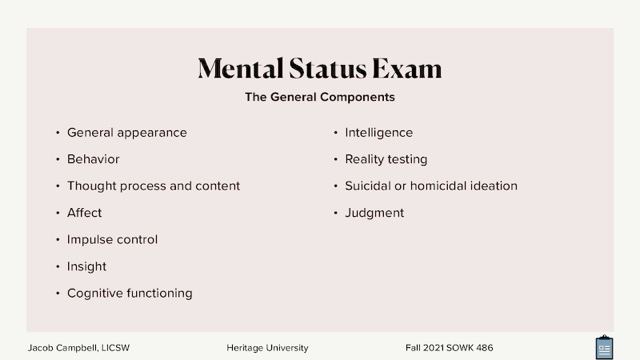 Mental Status Exam
The General Components
• General appearance
• Behavior
• Thought process and content
• Affect
• Impulse control
• Insight
• Cognitive functioning
• Intelligence
• Reality testing
• Suicidal or homicidal ideation
• Judgment
Jacob Campbell, LICSW
Heritage University
Fall 2021 SOWK 486